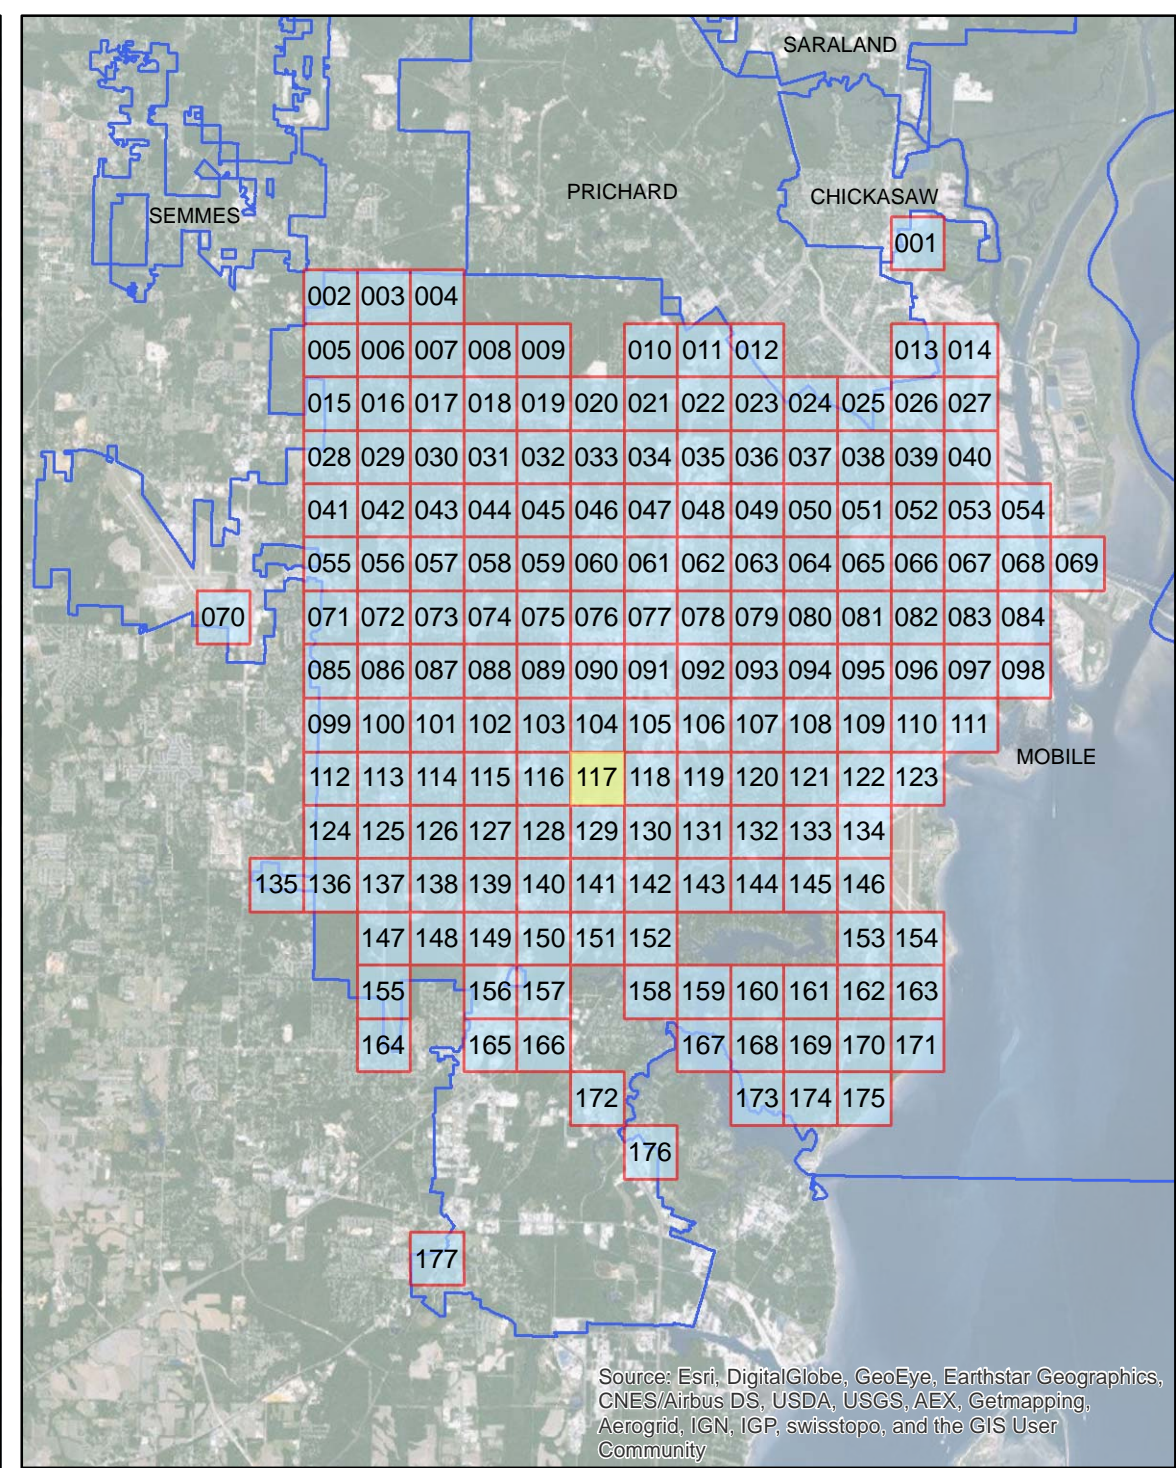 SARALAND
PRICHARD
CHICKASAW
SEMMES
001
002 003 004
005 006 007 008 009 010 011 012 013 014
015 016 017 018 019 020 021 022 023 024 025 026 027
028 029 030 031 032 033 034 035 036 037 038 039 040
041 042 043 044 045 046 047 048 049 050 051 052 053 054
055 056 057 058 059 060 061 062 063 064 065 066 067 068 069
070 071 072 073 074 075 076 077 078 079 080 081 082 083 084
085 086 087 088 089 090 091 092 093 094 095 096 097 098
099 100 101 102 103 104 105 106 107 108 109 110 111
MOBILE
112 113 114 115 116 117 118 119 120 121 122 123
124 125 126 127 128 129 130 131 132 133 134
135 136 137 138 139 140 141 142 143 144 145 146
147 148 149 150 151 152 153 154
155 156 157 158 159 160 161 162 163
164 165 166 167 168 169 170 171
172 173 174 175
176
177
Source: Esri, DigitalGlobe, GeoEye, Earthstar Geographics,
CNES/Airbus DS, USDA, USGS, AEX, Getmapping,
Aerogrid, IGN, IGP, swisstopo, and the GIS User
Community